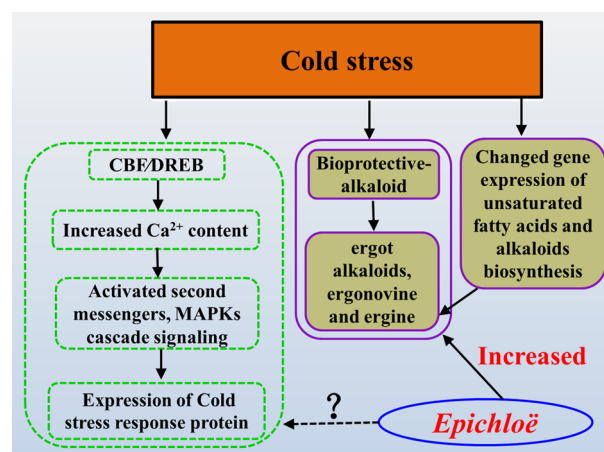 Cold stress
CBF/DREB
Increased Ca²⁺ content
Activated second
messengers, MAPKs
cascade signaling
Expression of Cold
stress response protein
Bioprotective-
alkaloid
ergot
alkaloids,
ergonovine
and ergine
Changed gene
expression of
unsaturated
fatty acids and
alkaloids
biosynthesis
Increased
?
Epichloë